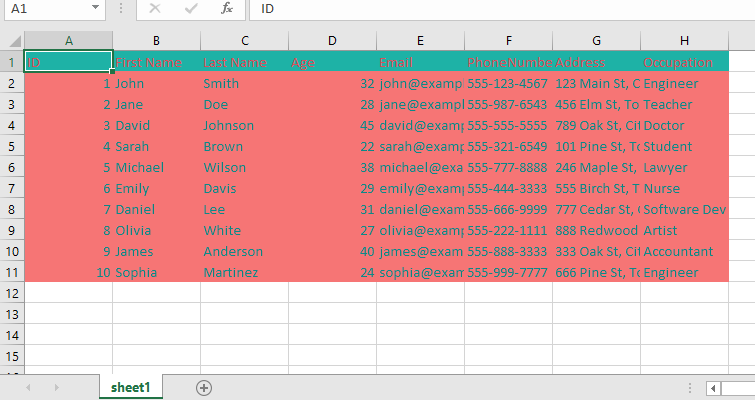 A1 fx ID
A B C D E F G H
1 ID First Name Last Name Age Email PhoneNumbe Address Occupation
2 1 John Smith 32 john@examp 555-123-4567 123 Main St, C Engineer
3 2 Jane Doe 28 jane@exampl 555-987-6543 456 Elm St, To Teacher
4 3 David Johnson 45 david@examp 555-555-5555 789 Oak St, Cit Doctor
5 4 Sarah Brown 22 sarah@examp 555-321-6549 101 Pine St, To Student
6 5 Michael Wilson 38 michael@exa 555-777-8888 246 Maple St, Lawyer
7 6 Emily Davis 29 emily@exam 555-444-3333 555 Birch St, T Nurse
8 7 Daniel Lee 31 daniel@exam 555-666-9999 777 Cedar St, Software Dev
9 8 Olivia White 27 olivia@exam 555-222-1111 888 Redwood Artist
10 9 James Anderson 40 james@exam 555-888-3333 333 Oak St, Cit Accountant
11 10 Sophia Martinez 24 sophia@exam 555-999-7777 666 Pine St, To Engineer
12
13
14
15
sheet1